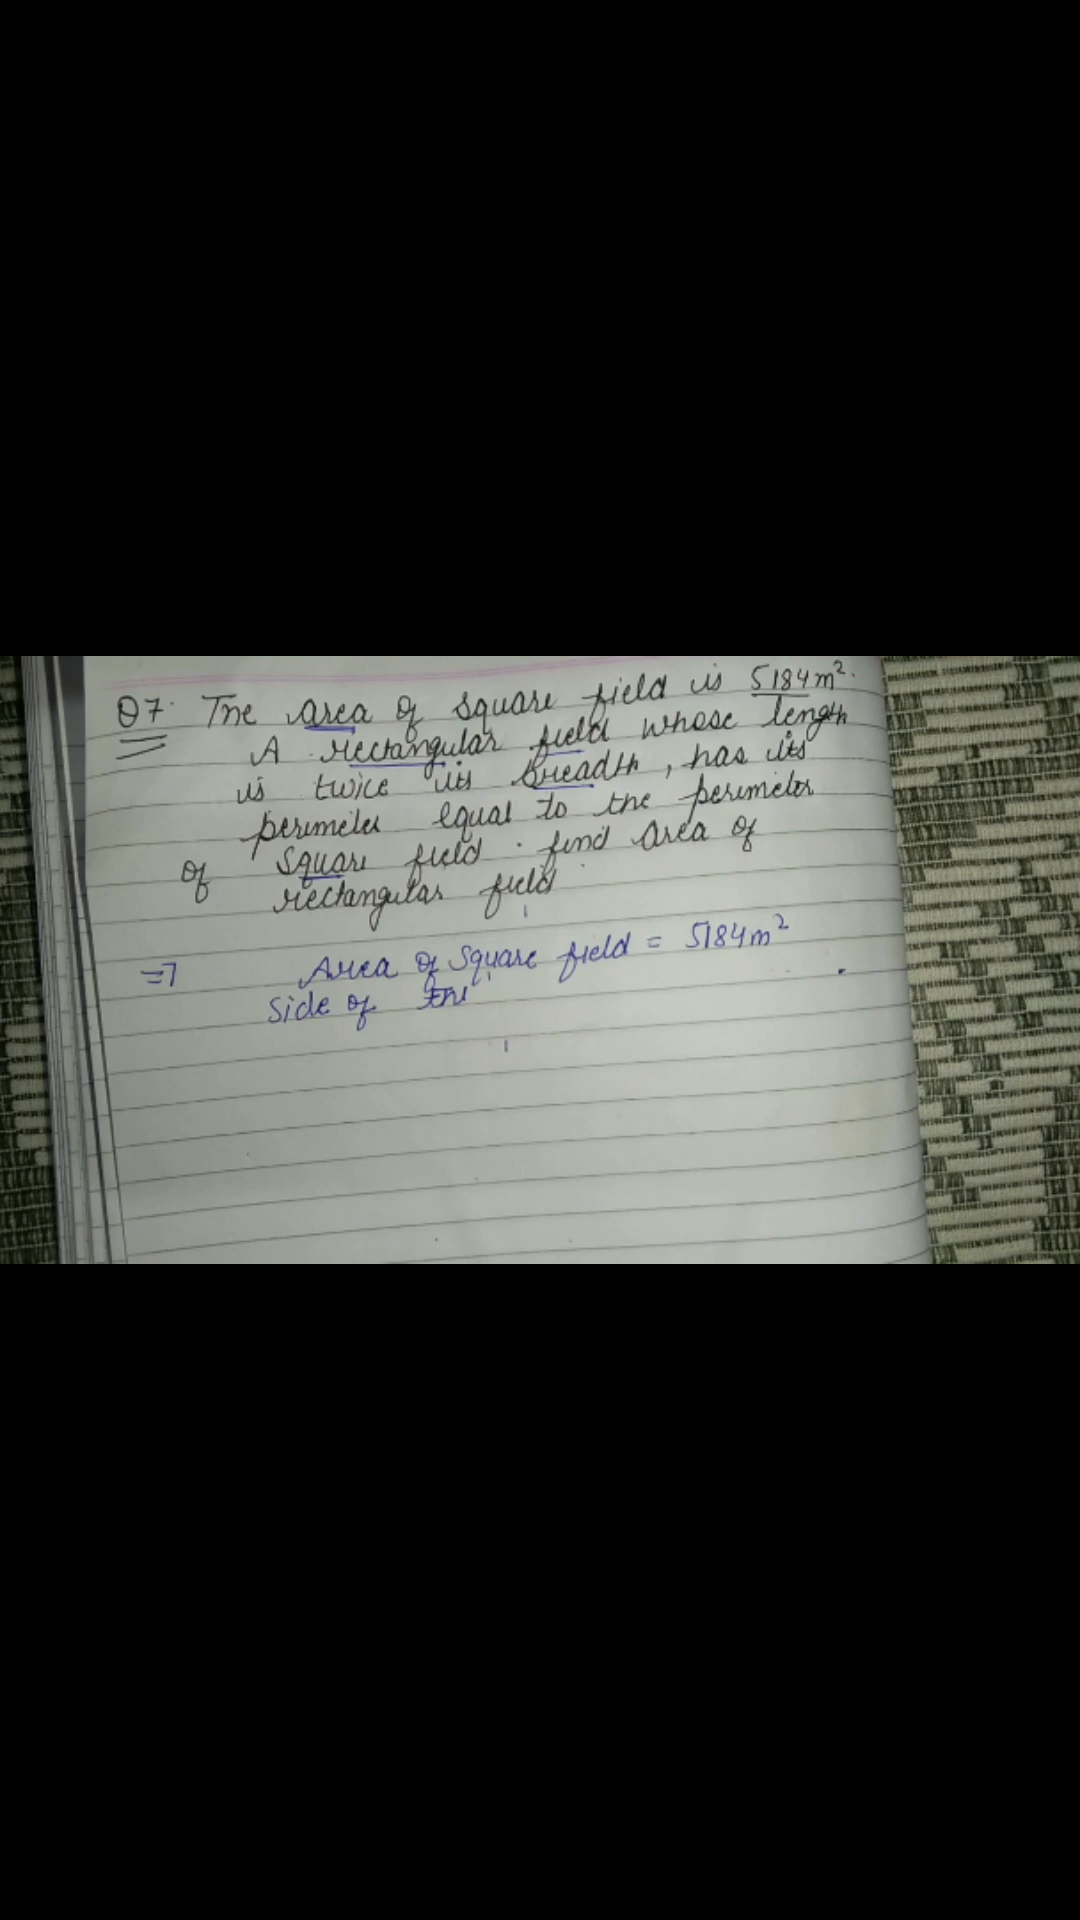 Q7. The area of square field is 5184m².
A rectangular field whose length
is twice its breadth, has its
perimeter equal to the perimeter
of square field. find area of
rectangular field
=7 Area of square field = 5184m²
Side of the